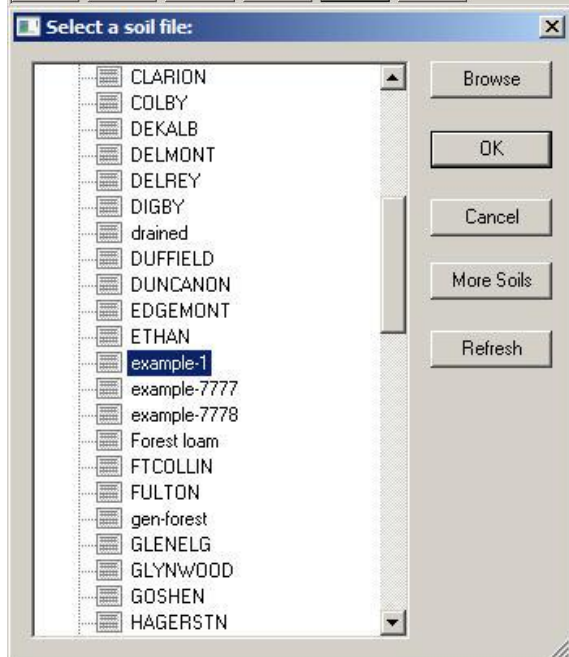 Select a soil file:
CLARION
COLBY
DEKALB
DELMONT
DELREY
DIGBY
drained
DUFFIELD
DUNCANON
EDGEMONT
ETHAN
example-1
example-7777
example-7778
Forest loam
FTCOLLIN
FULTON
gen-forest
GLENELG
GLYNWOOD
GOSHEN
HAGERSTN
Browse
OK
Cancel
More Soils
Refresh